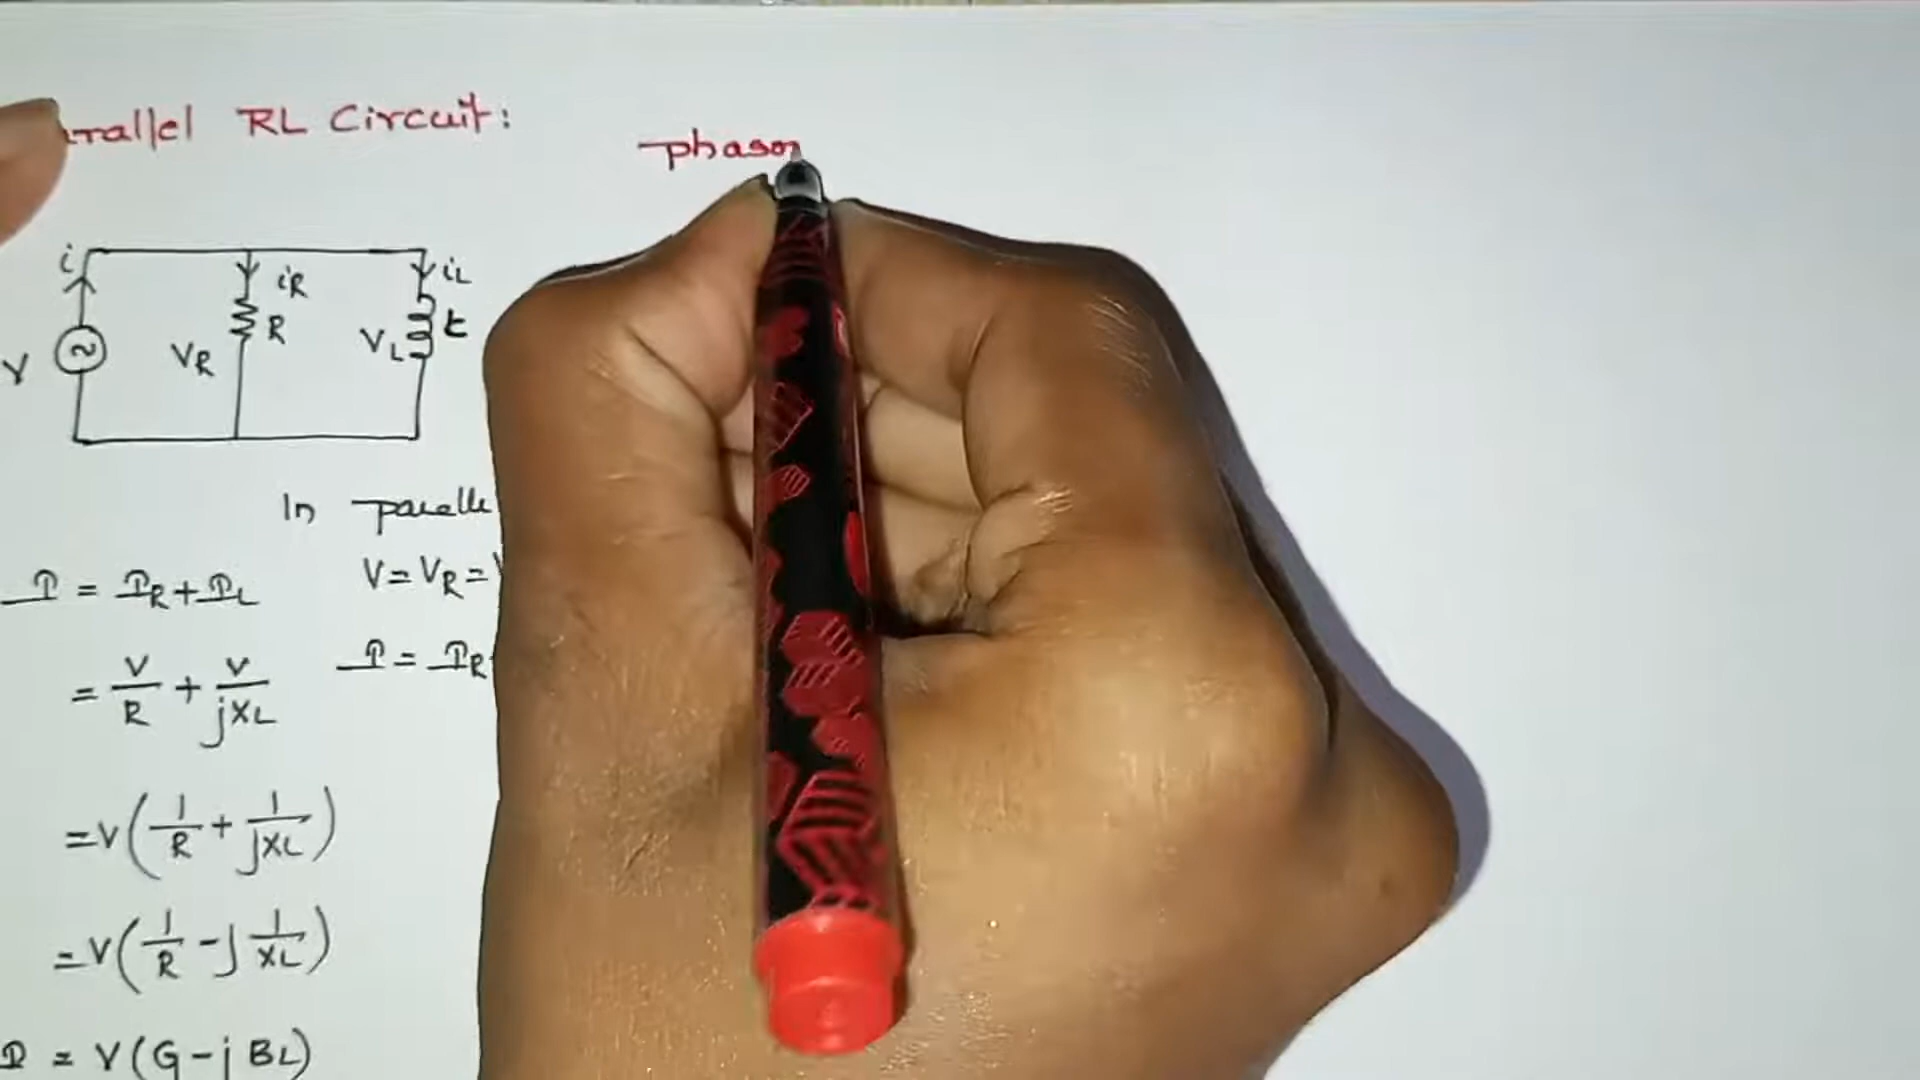 rallel RL Circuit:
phasor
i
iR
iL
R
L
V
VR
VL
In
V = VR =
I = IR + IL
I = IR
= V/R + V/jXL
= V(1/R + 1/jXL)
= V(1/R - j 1/XL)
I = V(G - j BL)